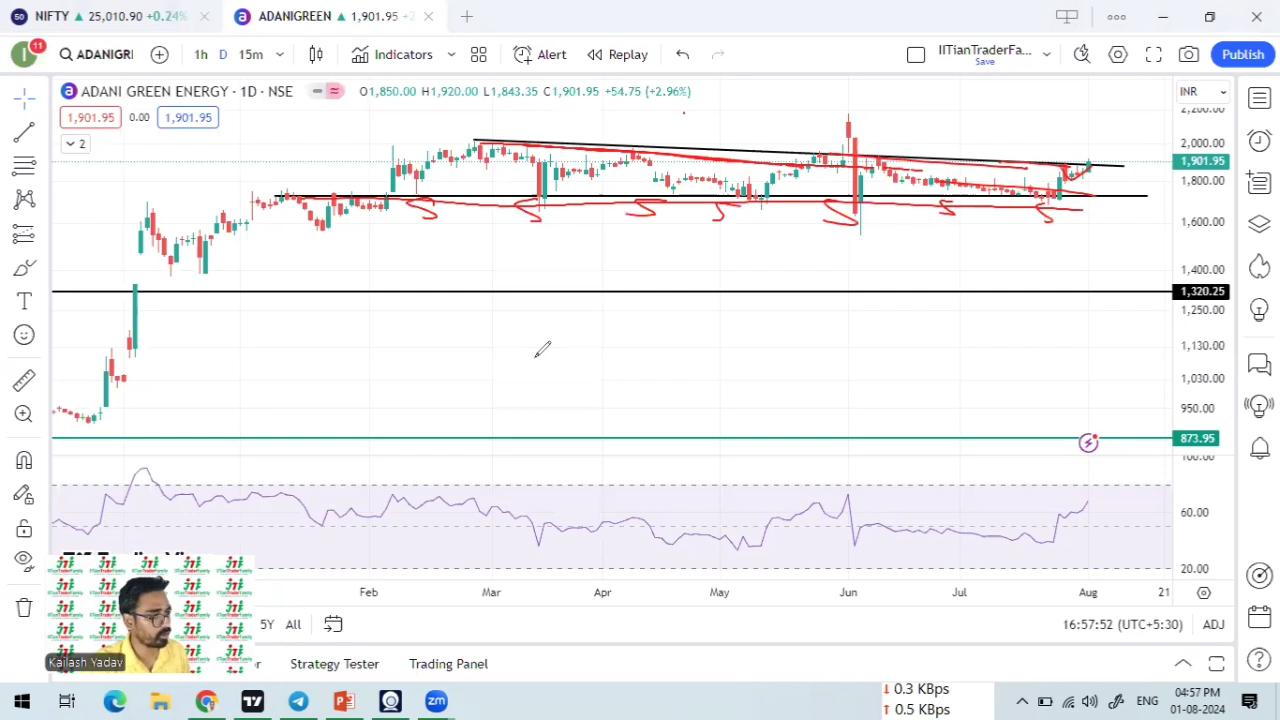 NIFTY ▲ 25,010.90 +0.24%
ADANIGREEN ▲ 1,901.95
11
ADANIGRI
1h D 15m
Indicators
Alert
Replay
IITianTraderFa...
Save
Publish
ADANI GREEN ENERGY · 1D · NSE
O1,850.00 H1,920.00 L1,843.35 C1,901.95 +54.75 (+2.96%)
INR
1,901.95 0.00 1,901.95
2
2,200.00
2,000.00
1,901.95
1,800.00
1,600.00
1,400.00
1,320.25
1,250.00
1,130.00
1,030.00
950.00
873.95
100.00
60.00
20.00
Feb Mar Apr May Jun Jul Aug 21
5Y All
16:57:52 (UTC+5:30) ADJ
Kailash Yadav
Strategy Tester Trading Panel
0.3 KBps
0.5 KBps
ENG
04:57 PM
01-08-2024